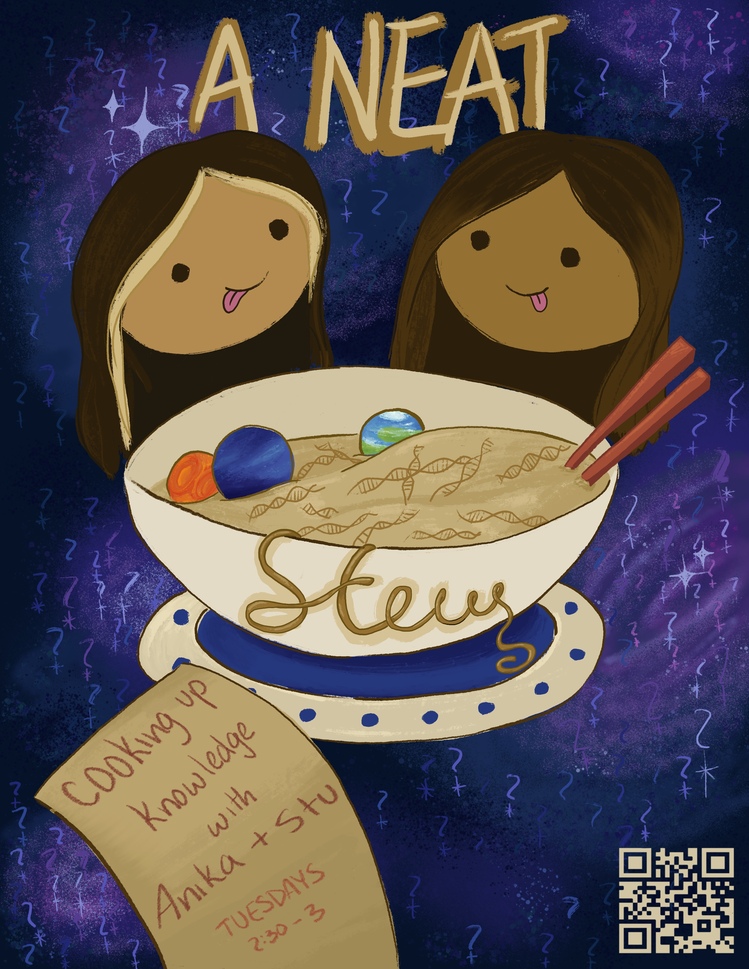 A NEAT
Stew
Cooking up
Knowledge
with
Anika + Stu
TUESDAYS
2:30 - 3